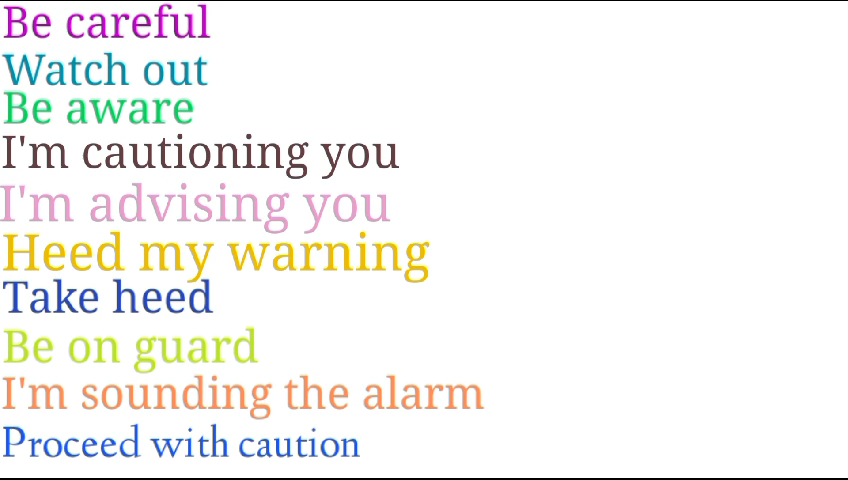 Be careful
Watch out
Be aware
I'm cautioning you
I'm advising you
Heed my warning
Take heed
Be on guard
I'm sounding the alarm
Proceed with caution